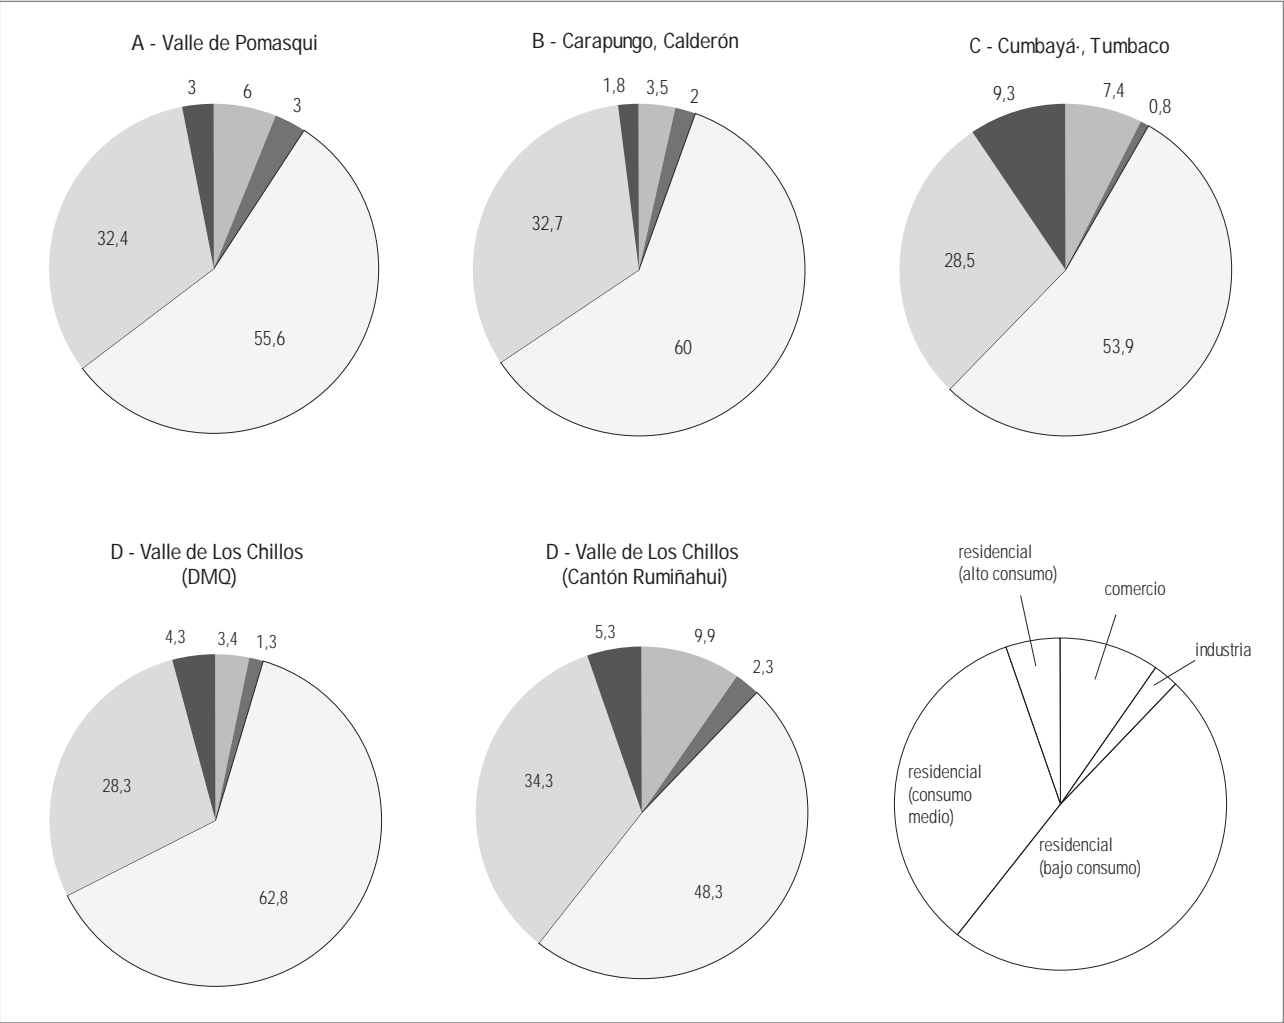 A - Valle de Pomasqui
3
6
3
32,4
55,6
B - Carapungo, Calderón
1,8
3,5
2
32,7
60
C - Cumbayá·, Tumbaco
9,3
7,4
0,8
28,5
53,9
D - Valle de Los Chillos
(DMQ)
4,3
3,4
1,3
28,3
62,8
D - Valle de Los Chillos
(Cantón Rumiñahui)
5,3
9,9
2,3
34,3
48,3
residencial
(alto consumo)
comercio
industria
residencial
(consumo
medio)
residencial
(bajo consumo)